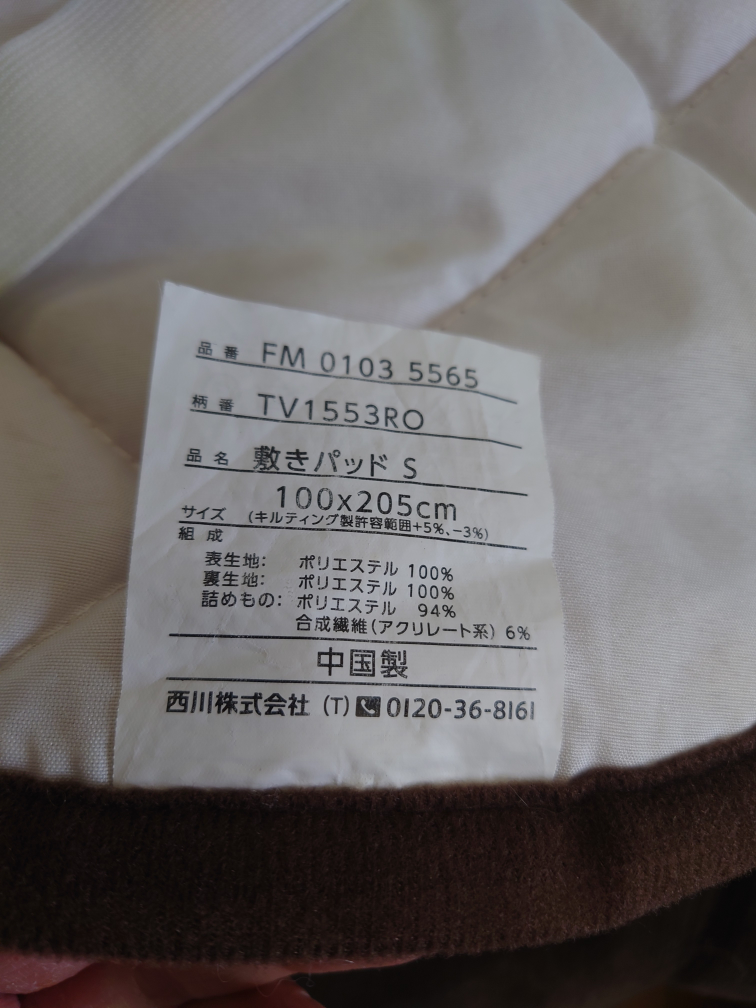 品番 FM 0103 5565
柄番 TV1553RO
品名 敷きパッド S
サイズ 100x205cm
(キルティング製許容範囲+5%、-3%)
組成
表生地: ポリエステル 100%
裏生地: ポリエステル 100%
詰めもの: ポリエステル 94%
合成繊維(アクリレート系) 6%
中国製
西川株式会社 (T) 0120-36-8161